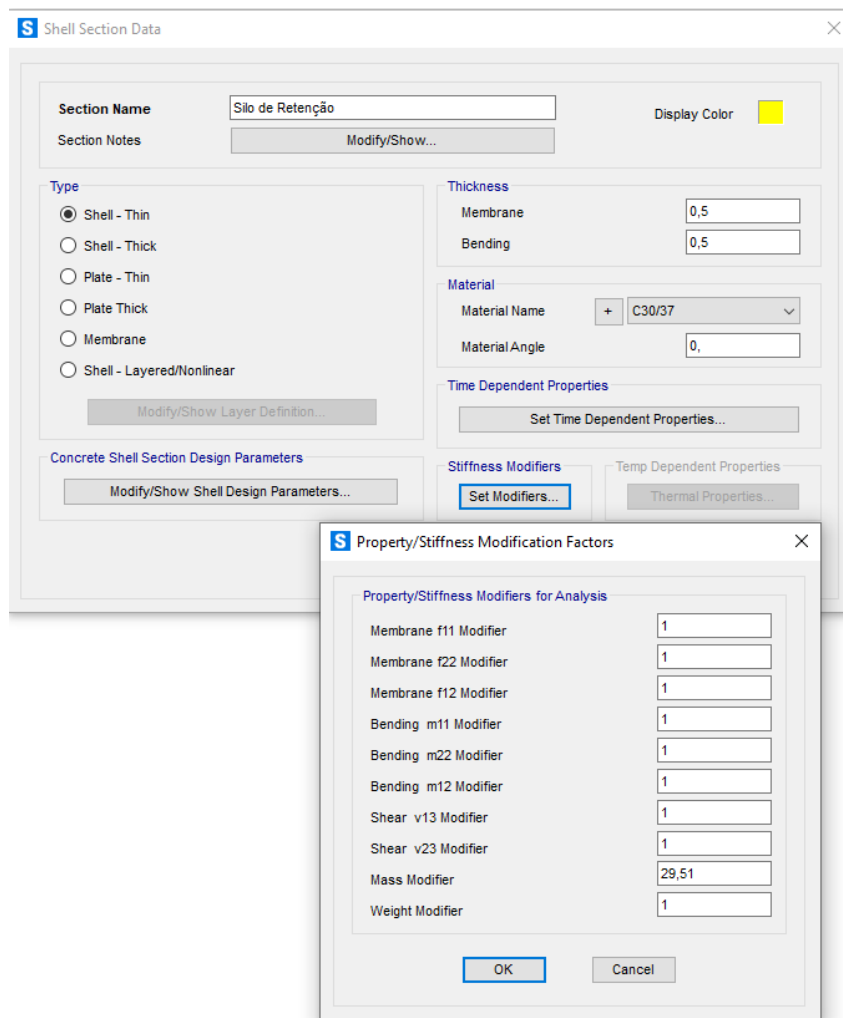 S Shell Section Data
Section Name Silo de Retenção Display Color
Section Notes Modify/Show...
Type
Shell - Thin
Shell - Thick
Plate - Thin
Plate Thick
Membrane
Shell - Layered/Nonlinear
Modify/Show Layer Definition...
Thickness
Membrane 0,5
Bending 0,5
Material
Material Name + C30/37
Material Angle 0,
Time Dependent Properties
Set Time Dependent Properties...
Concrete Shell Section Design Parameters
Modify/Show Shell Design Parameters...
Stiffness Modifiers
Set Modifiers...
Temp Dependent Properties
Thermal Properties...
S Property/Stiffness Modification Factors
Property/Stiffness Modifiers for Analysis
Membrane f11 Modifier 1
Membrane f22 Modifier 1
Membrane f12 Modifier 1
Bending m11 Modifier 1
Bending m22 Modifier 1
Bending m12 Modifier 1
Shear v13 Modifier 1
Shear v23 Modifier 1
Mass Modifier 29,51
Weight Modifier 1
OK Cancel